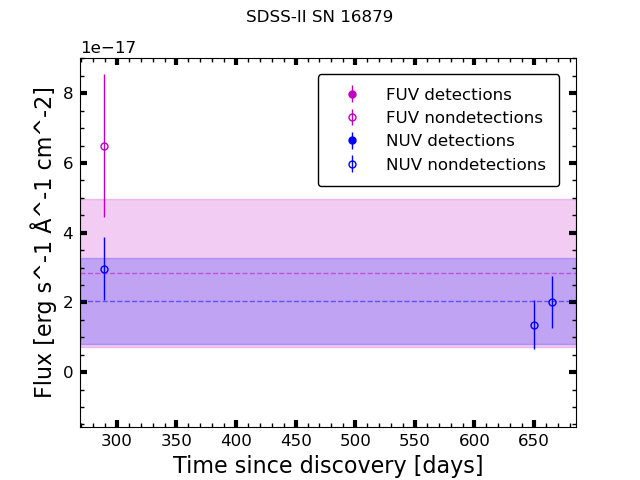 SDSS-II SN 16879
1e−17
FUV detections
FUV nondetections
NUV detections
NUV nondetections
8
6
4
2
0
Flux [erg s^-1 Å^-1 cm^-2]
300 350 400 450 500 550 600 650
Time since discovery [days]